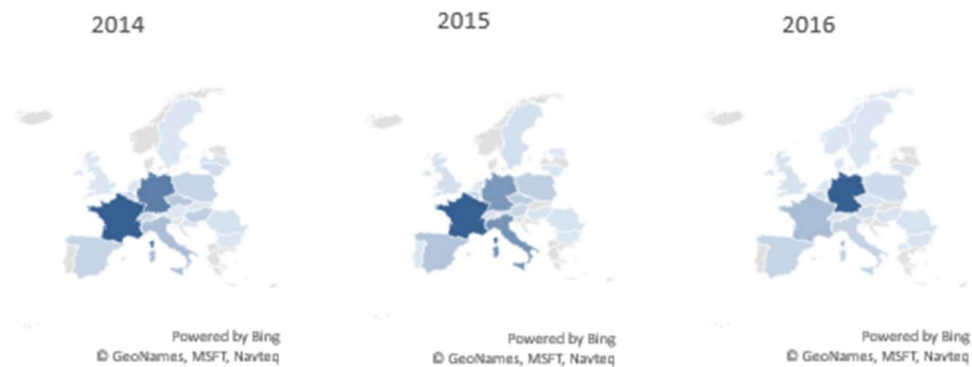 2014
2015
2016
Powered by Bing
© GeoNames, MSFT, Navteq
Powered by Bing
© GeoNames, MSFT, Navteq
Powered by Bing
© GeoNames, MSFT, Navteq